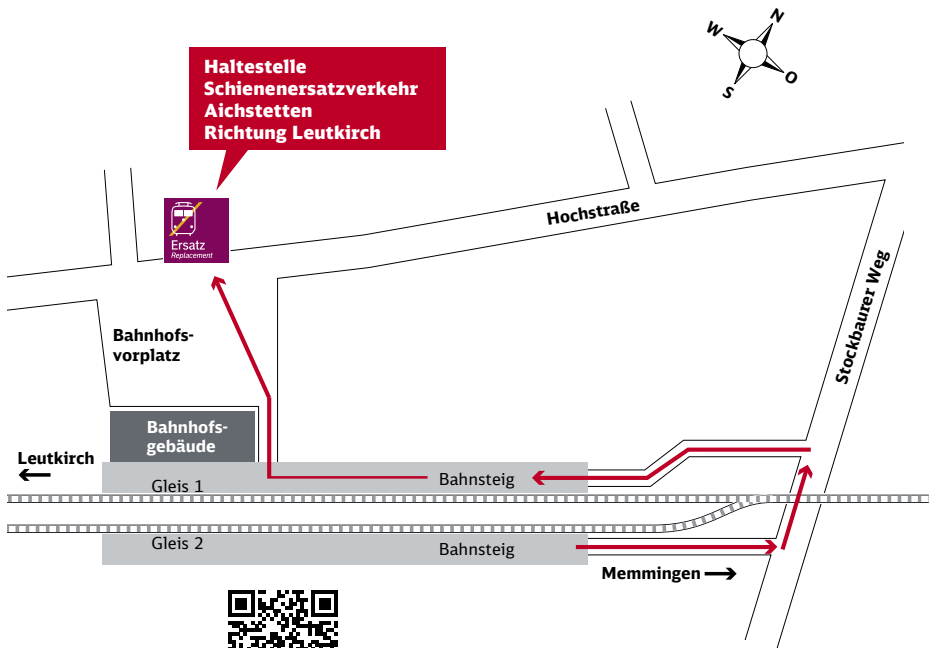 Haltestelle
Schienenersatzverkehr
Aichstetten
Richtung Leutkirch
N
W
O
S
Ersatz
Replacement
Hochstraße
Stockbaurer Weg
Bahnhofs-
vorplatz
Bahnhofs-
gebäude
Leutkirch
Gleis 1
Bahnsteig
Gleis 2
Bahnsteig
Memmingen